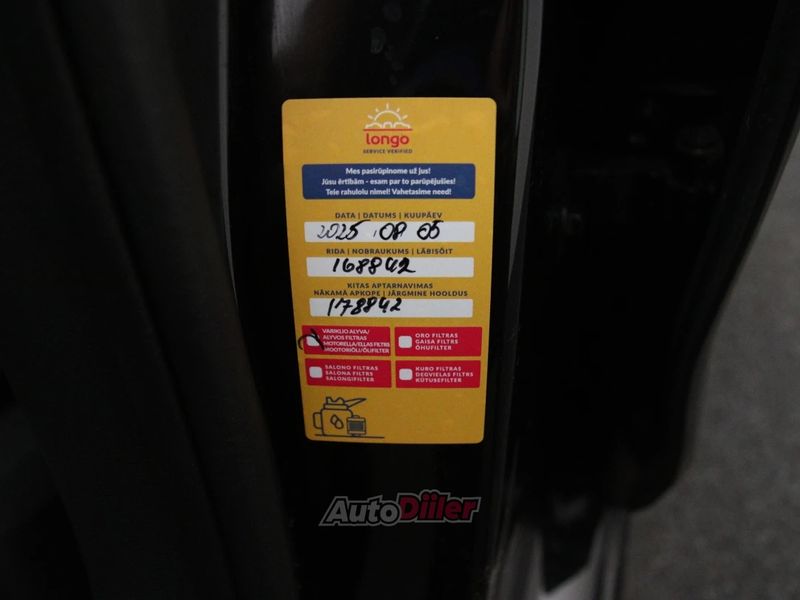 longo
SERVICE VERIFIED
Mes pasirūpinome už jus!
Jūsu ērtībām - esam par to parūpējušies!
Teie rahulolu nimel! Vahetasime need!
DATA | DATUMS | KUUPÄEV
2025.08 05
RIDA | NOBRAUKUMS | LÄBISÕIT
168842
KITAS APTARNAVIMAS
NĀKAMĀ APKOPE | JÄRGMINE HOOLDUS
178842
VARIKLIO ALYVA/
ALYVOS FILTRAS
MOTOREĻĻA/EĻĻAS FILTRS
MOOTORIÕLI/ÕLIFILTER
ORO FILTRAS
GAISA FILTRS
ÕHUFILTER
SALONO FILTRAS
SALONA FILTRS
SALONGIFILTER
KURO FILTRAS
DEGVIELAS FILTRS
KÜTUSEFILTER
AutoDiiler